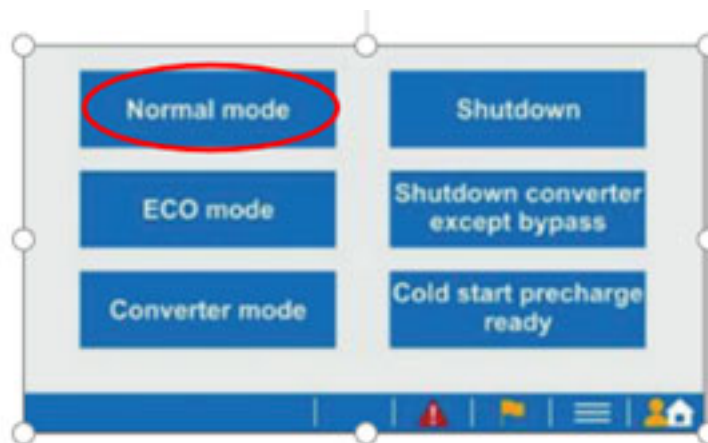 Normal mode
Shutdown
ECO mode
Shutdown converter
except bypass
Converter mode
Cold start precharge
ready